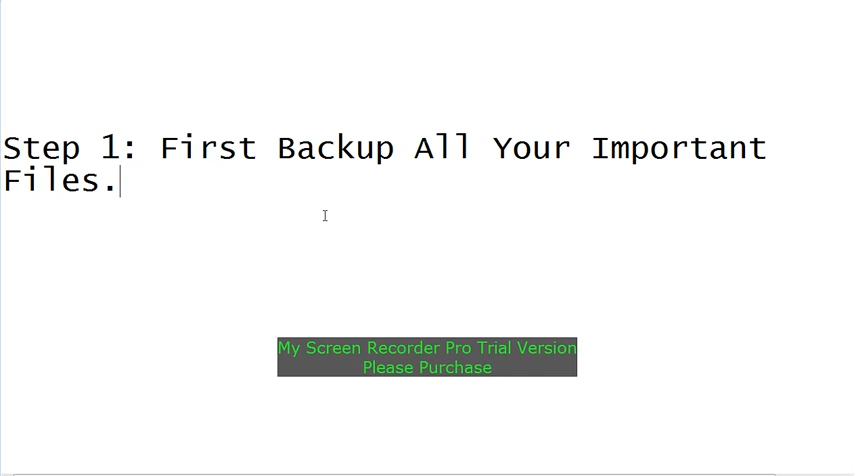 Step 1: First Backup All Your Important
Files.
My Screen Recorder Pro Trial Version
Please Purchase